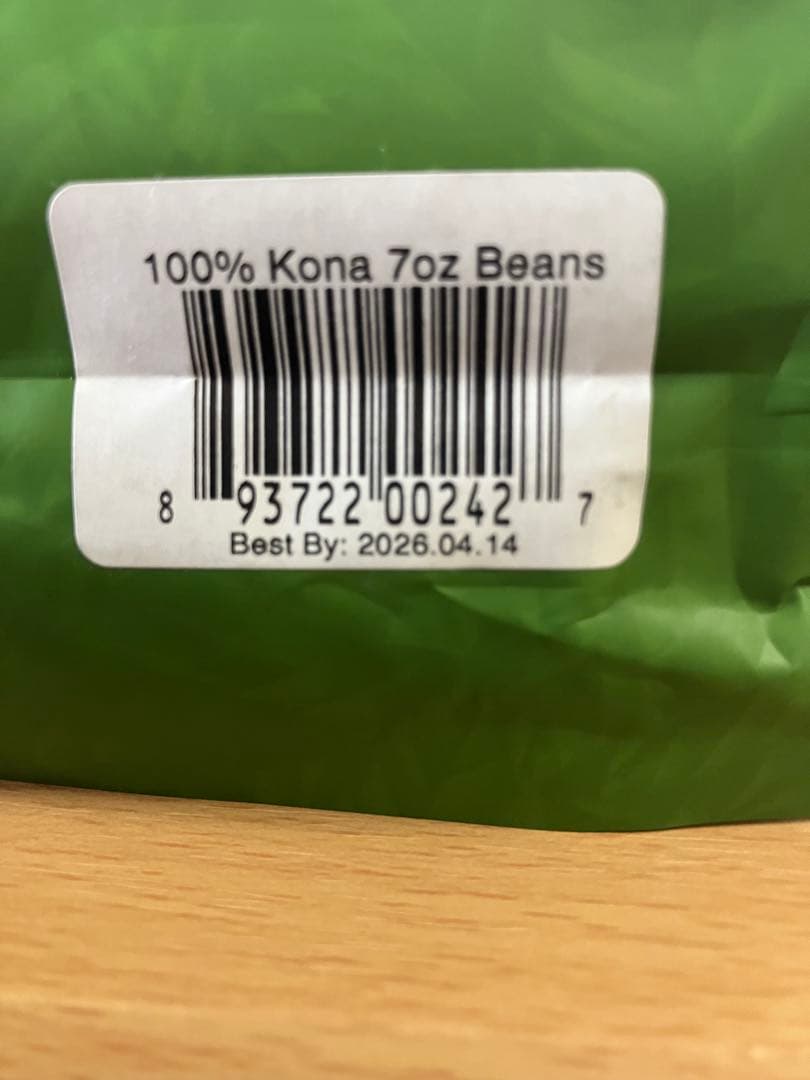 100% Kona 7oz Beans
8 93722 00242 7
Best By: 2026.04.14